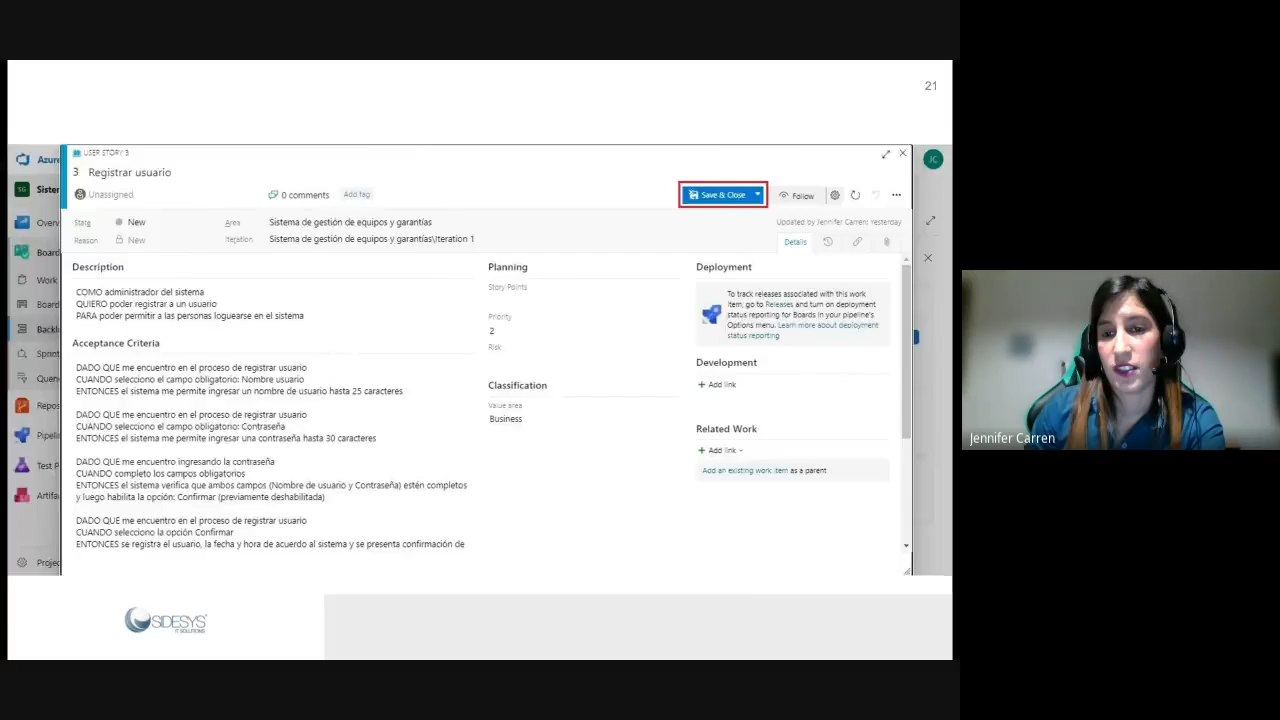 21
Azure
USER STORY 3
3 Registrar usuario
JC
Unassigned
0 comments
Add tag
Save & Close
Follow
SG
State
New
Area
Sistema de gestión de equipos y garantías
Updated by Jennifer Carren: Yesterday
Reason
New
Iteration
Sistema de gestión de equipos y garantías\Iteration 1
Details
Sister
Overv
Board
Work
Board
Backl
Sprint
Queri
Repos
Pipeli
Test P
Artifa
Projec
Description
COMO administrador del sistema
QUIERO poder registrar a un usuario
PARA poder permitir a las personas loguearse en el sistema
Acceptance Criteria
DADO QUE me encuentro en el proceso de registrar usuario
CUANDO selecciono el campo obligatorio: Nombre usuario
ENTONCES el sistema me permite ingresar un nombre de usuario hasta 25 caracteres
DADO QUE me encuentro en el proceso de registrar usuario
CUANDO selecciono el campo obligatorio: Contraseña
ENTONCES el sistema me permite ingresar una contraseña hasta 30 caracteres
DADO QUE me encuentro ingresando la contraseña
CUANDO completo los campos obligatorios
ENTONCES el sistema verifica que ambos campos (Nombre de usuario y Contraseña) estén completos
y luego habilita la opción: Confirmar (previamente deshabilitada)
DADO QUE me encuentro en el proceso de registrar usuario
CUANDO selecciono la opción Confirmar
ENTONCES se registra el usuario, la fecha y hora de acuerdo al sistema y se presenta confirmación de
Planning
Story Points
Priority
2
Risk
Classification
Value area
Business
Deployment
To track releases associated with this work
item, go to Releases and turn on deployment
status reporting for Boards in your pipeline's
Options menu. Learn more about deployment
status reporting
Development
+ Add link
Related Work
+ Add link
Add an existing work item as a parent
SIDESYS
IT SOLUTIONS
Jennifer Carren